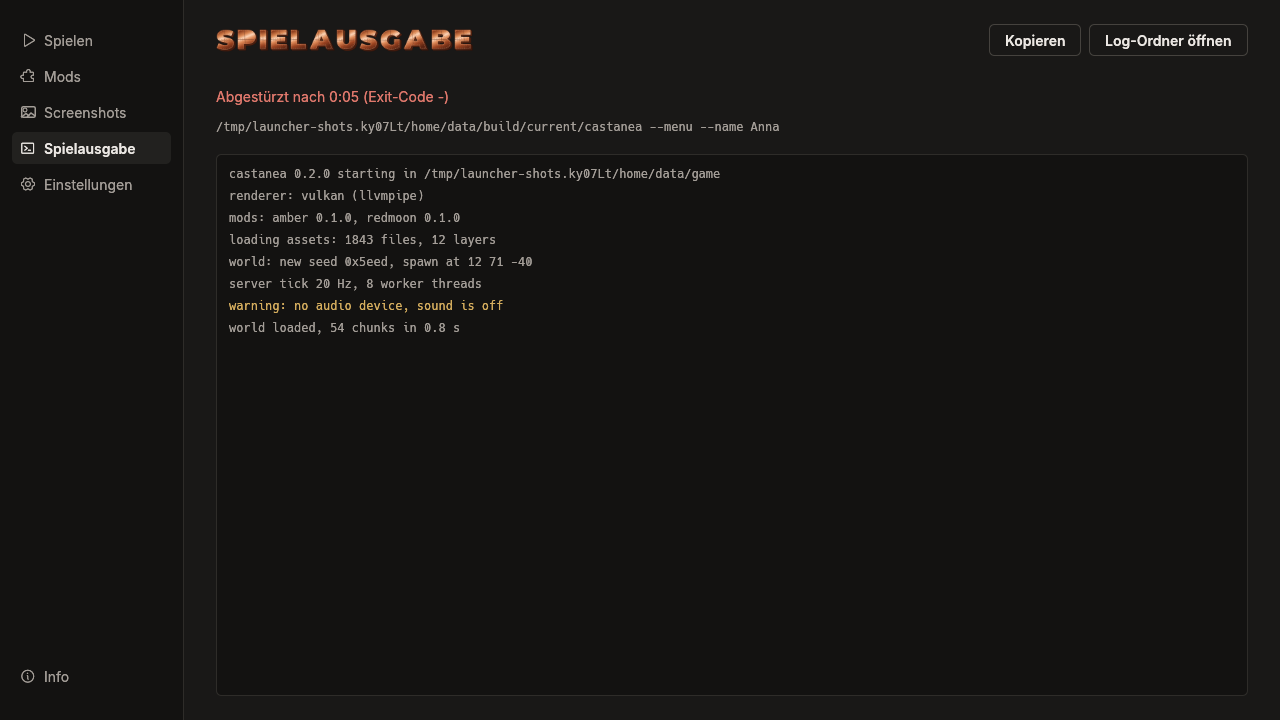 Spielen
Mods
Screenshots
Spielausgabe
Einstellungen
Info
SPIELAUSGABE
Kopieren
Log-Ordner öffnen
Abgestürzt nach 0:05 (Exit-Code -)
/tmp/launcher-shots.ky07Lt/home/data/build/current/castanea --menu --name Anna
castanea 0.2.0 starting in /tmp/launcher-shots.ky07Lt/home/data/game
renderer: vulkan (llvmpipe)
mods: amber 0.1.0, redmoon 0.1.0
loading assets: 1843 files, 12 layers
world: new seed 0x5eed, spawn at 12 71 -40
server tick 20 Hz, 8 worker threads
warning: no audio device, sound is off
world loaded, 54 chunks in 0.8 s